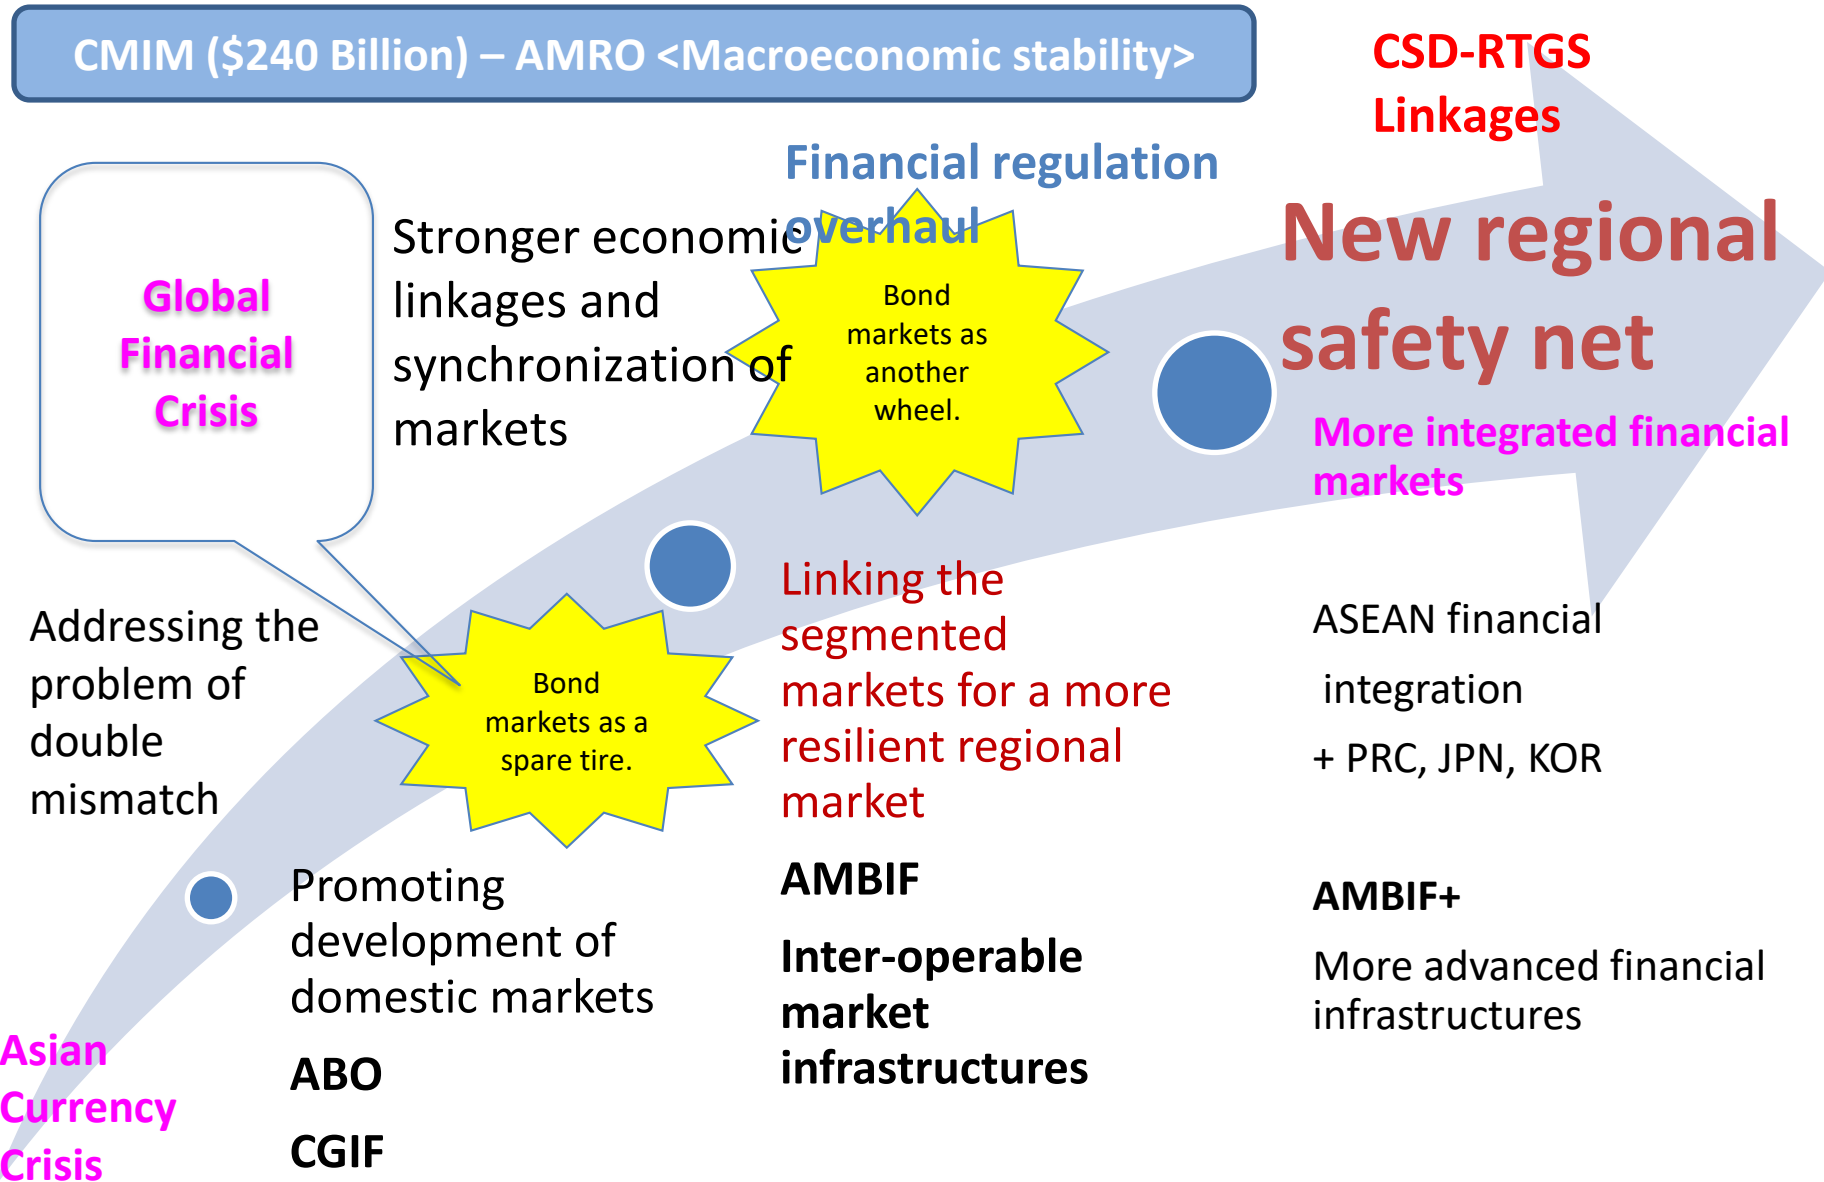 CMIM ($240 Billion) – AMRO <Macroeconomic stability>
CSD-RTGS
Linkages
Financial regulation
overhaul
New regional
safety net
Global
Financial
Crisis
Stronger economic
linkages and
synchronization of
markets
Bond
markets as
another
wheel.
More integrated financial
markets
Addressing the
problem of
double
mismatch
Bond
markets as a
spare tire.
Linking the
segmented
markets for a more
resilient regional
market
AMBIF
Inter-operable
market
infrastructures
ASEAN financial
integration
+ PRC, JPN, KOR
AMBIF+
More advanced financial
infrastructures
Promoting
development of
domestic markets
ABO
CGIF
Asian
Currency
Crisis